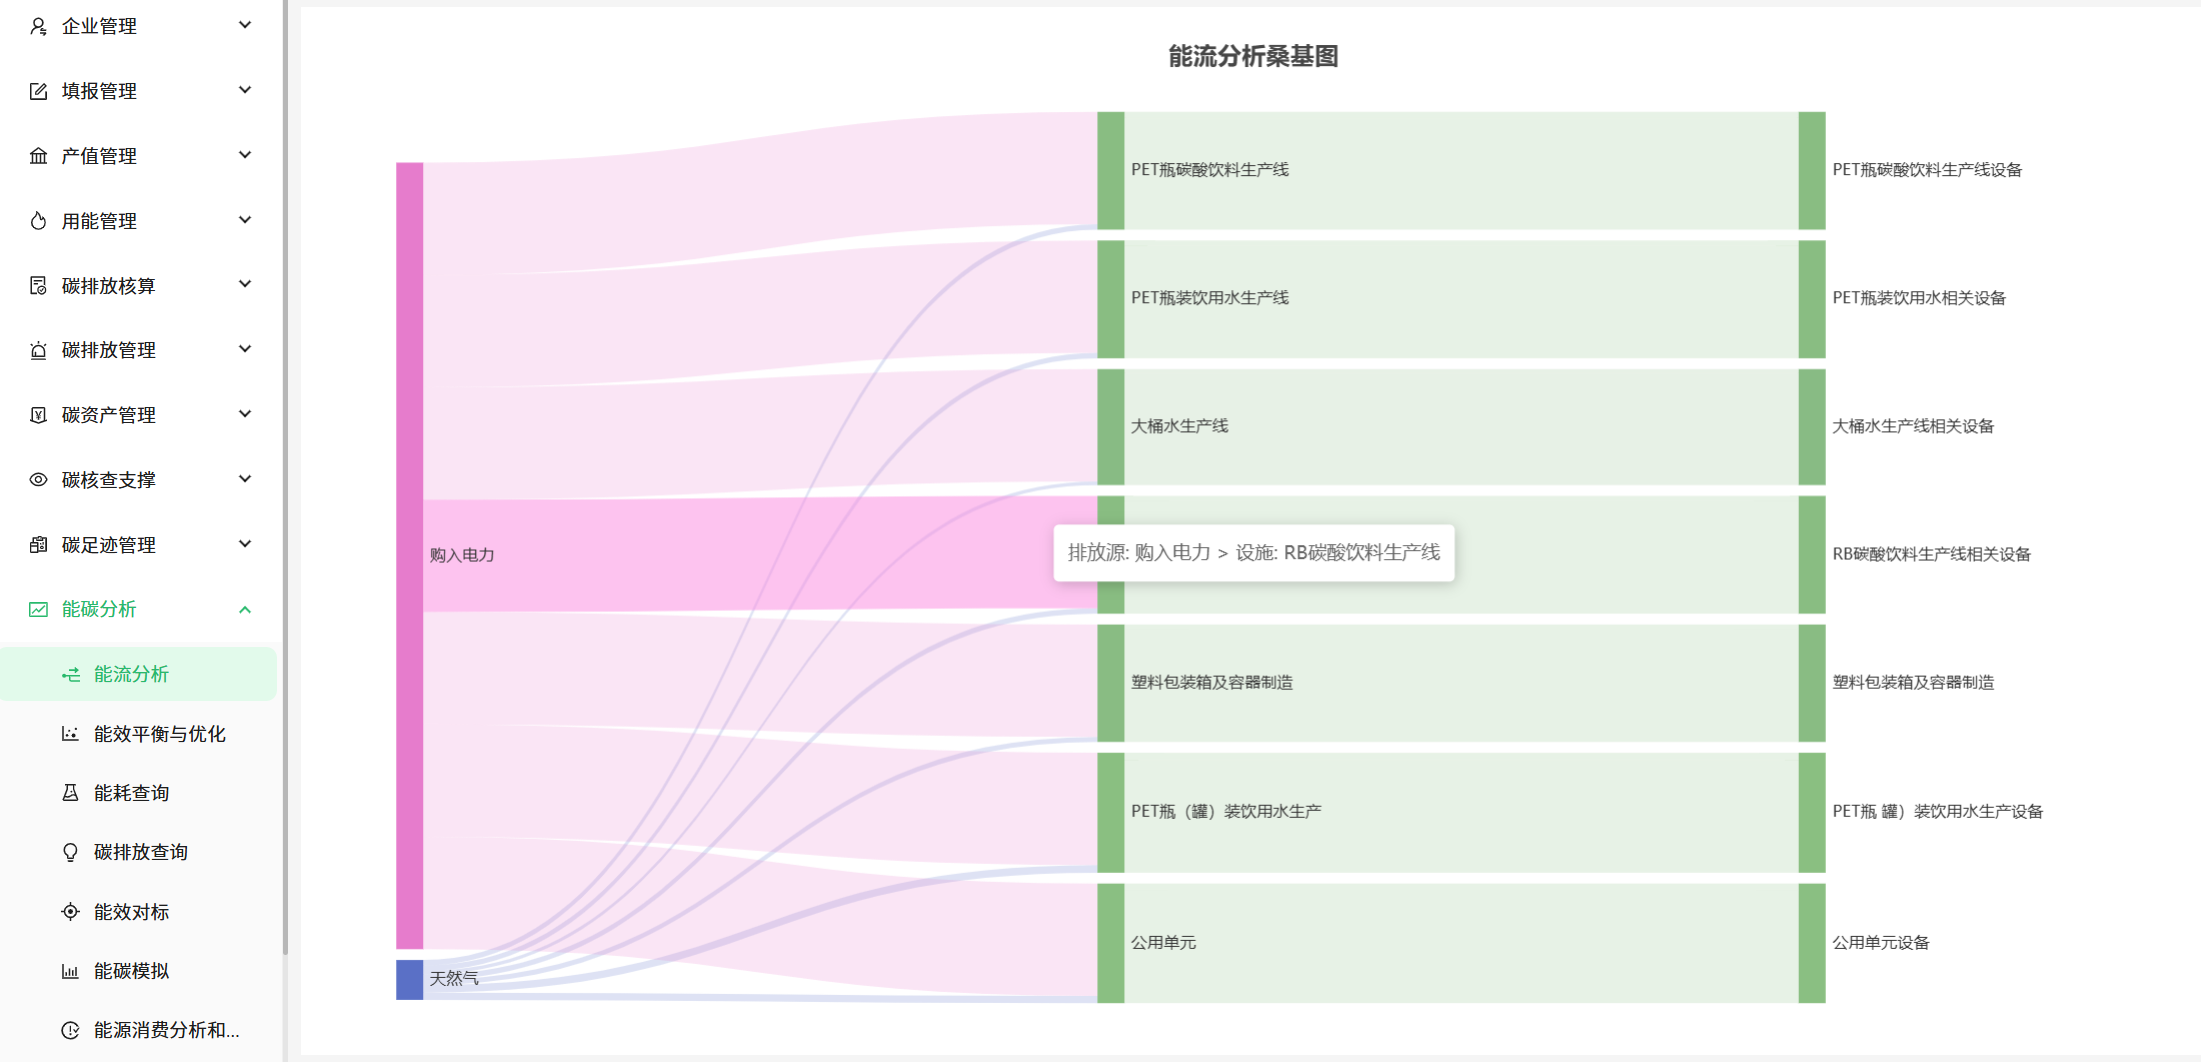 企业管理
填报管理
产值管理
用能管理
碳排放核算
碳排放管理
碳资产管理
碳核查支撑
碳足迹管理
能碳分析
能流分析
能效平衡与优化
能耗查询
碳排放查询
能效对标
能碳模拟
能源消费分析和...
能流分析桑基图
PET瓶碳酸饮料生产线
PET瓶碳酸饮料生产线设备
PET瓶装饮用水生产线
PET瓶装饮用水相关设备
大桶水生产线
大桶水生产线相关设备
购入电力
排放源: 购入电力 > 设施: RB碳酸饮料生产线
RB碳酸饮料生产线相关设备
塑料包装箱及容器制造
塑料包装箱及容器制造
PET瓶（罐）装饮用水生产
PET瓶 罐）装饮用水生产设备
公用单元
公用单元设备
天然气